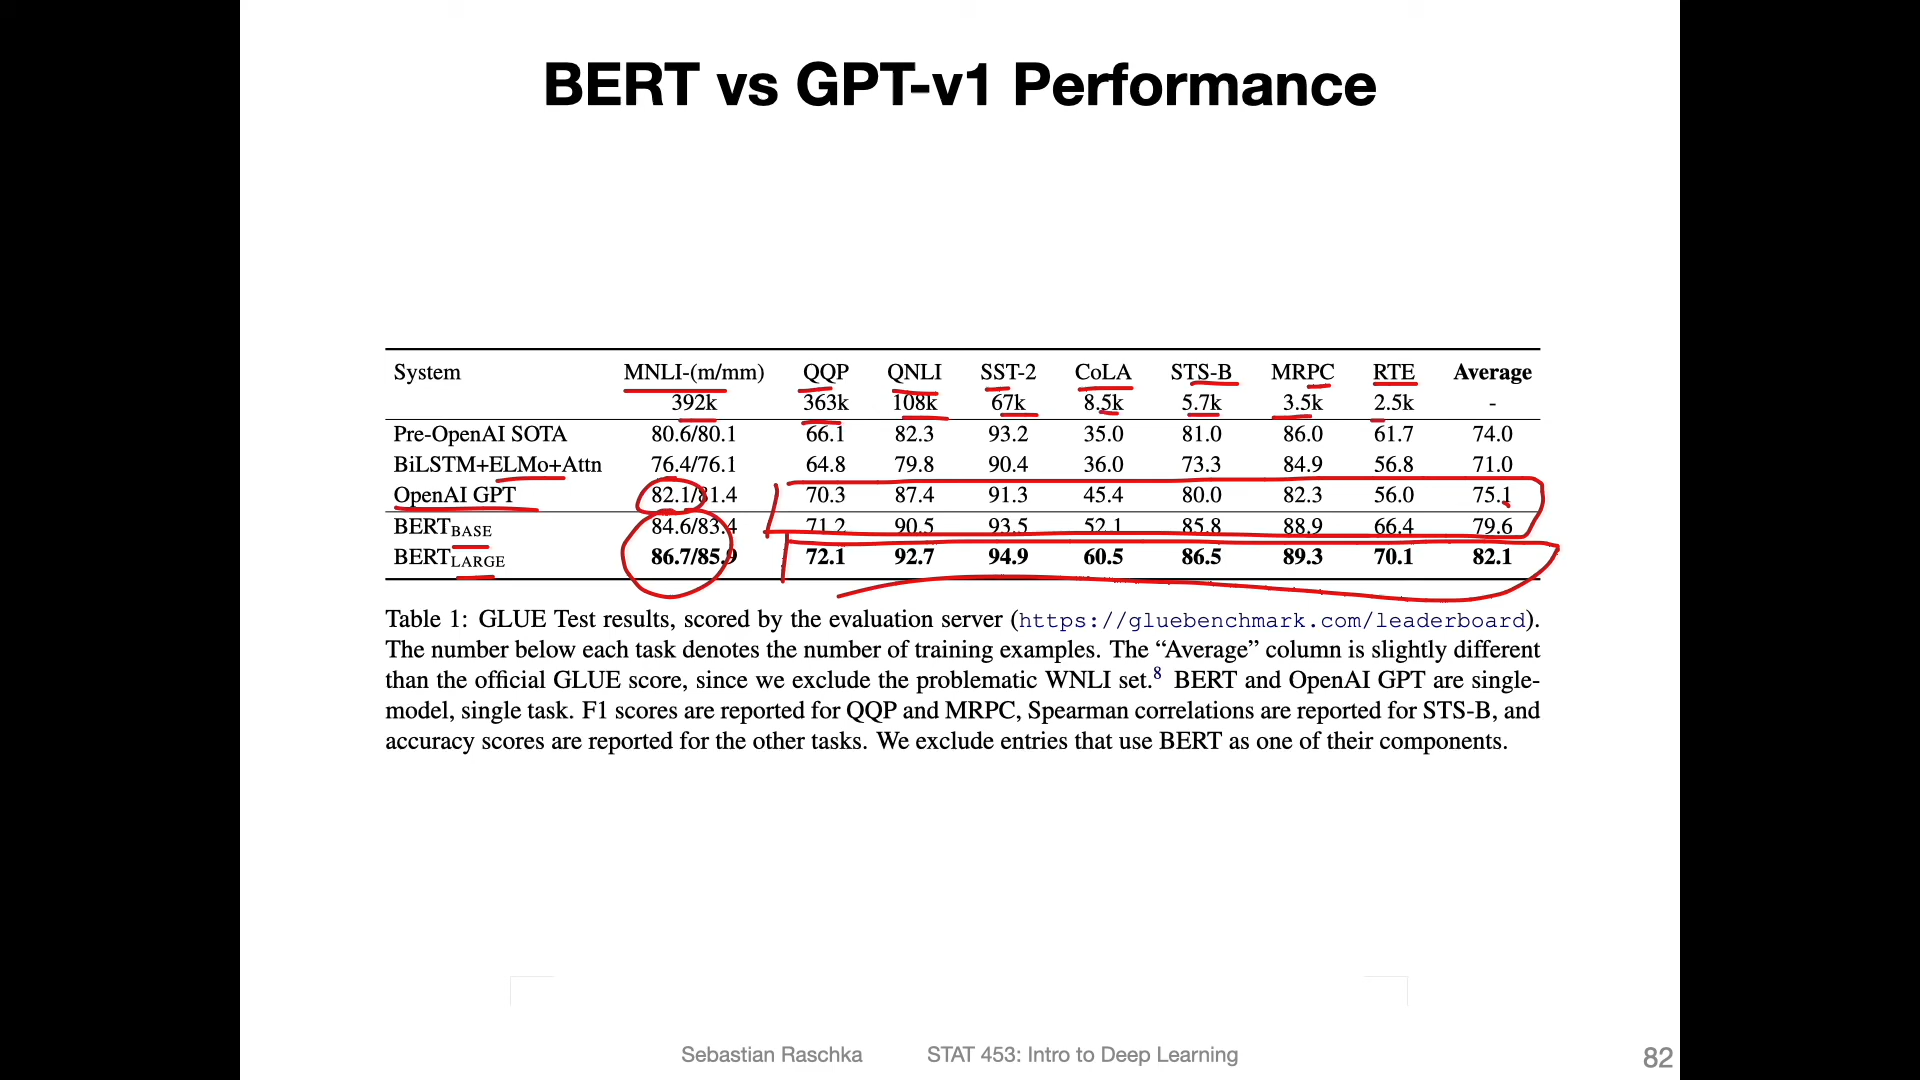 BERT vs GPT-v1 Performance
System MNLI-(m/mm) QQP QNLI SST-2 CoLA STS-B MRPC RTE Average
392k 363k 108k 67k 8.5k 5.7k 3.5k 2.5k -
Pre-OpenAI SOTA 80.6/80.1 66.1 82.3 93.2 35.0 81.0 86.0 61.7 74.0
BiLSTM+ELMo+Attn 76.4/76.1 64.8 79.8 90.4 36.0 73.3 84.9 56.8 71.0
OpenAI GPT 82.1/81.4 70.3 87.4 91.3 45.4 80.0 82.3 56.0 75.1
BERTBASE 84.6/83.4 71.2 90.5 93.5 52.1 85.8 88.9 66.4 79.6
BERTLARGE 86.7/85.9 72.1 92.7 94.9 60.5 86.5 89.3 70.1 82.1
Table 1: GLUE Test results, scored by the evaluation server (https://gluebenchmark.com/leaderboard).
The number below each task denotes the number of training examples. The “Average” column is slightly different
than the official GLUE score, since we exclude the problematic WNLI set.8 BERT and OpenAI GPT are single-
model, single task. F1 scores are reported for QQP and MRPC, Spearman correlations are reported for STS-B, and
accuracy scores are reported for the other tasks. We exclude entries that use BERT as one of their components.
Sebastian Raschka STAT 453: Intro to Deep Learning 82